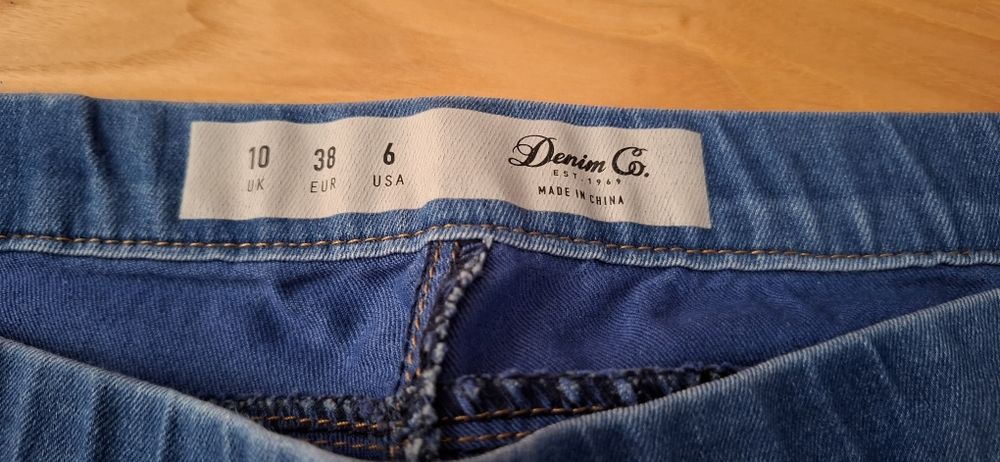 10 38 6
UK EUR USA
Denim Co.
EST. 1969
MADE IN CHINA